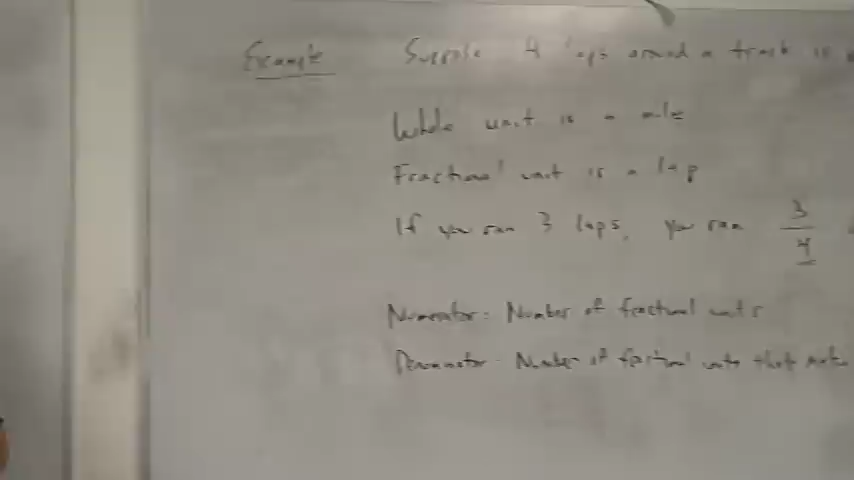 Example Suppose 4 laps around a track is
Whole unit is a mile
Fractional unit is a lap
If you ran 3 laps, you ran 3/4
Numerator: Number of fractional units
Denominator - Number of fractional units that make